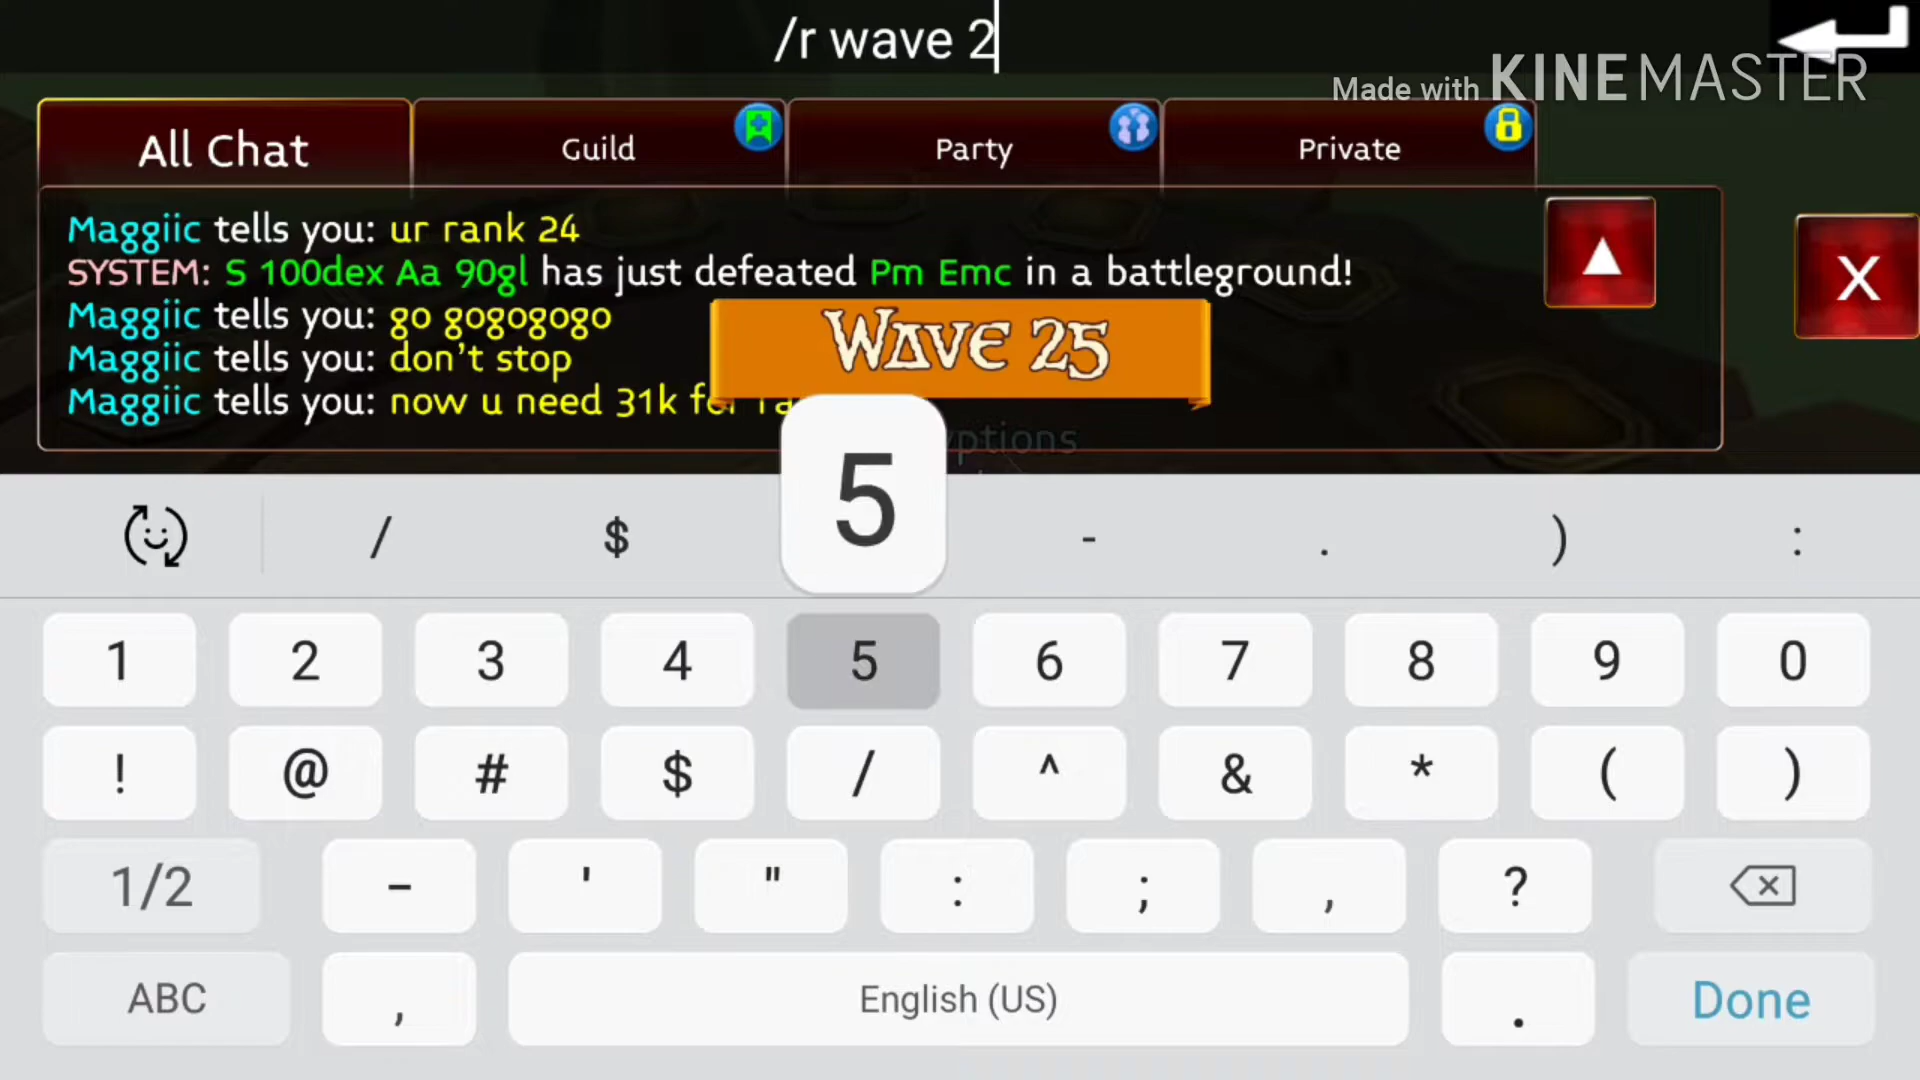 /r wave 2
Made with KINEMASTER
All Chat
Guild
Party
Private
Maggiic tells you: ur rank 24
SYSTEM: S 100dex Aa 90gl has just defeated Pm Emc in a battleground!
Maggiic tells you: go gogogogo
Maggiic tells you: don't stop
Maggiic tells you: now u need 31k
X
Wave 25
5
/ $ - . ) :
1 2 3 4 5 6 7 8 9 0
! @ # $ / ^ & * ( )
1/2 - ' " : ; , ?
ABC , English (US) . Done